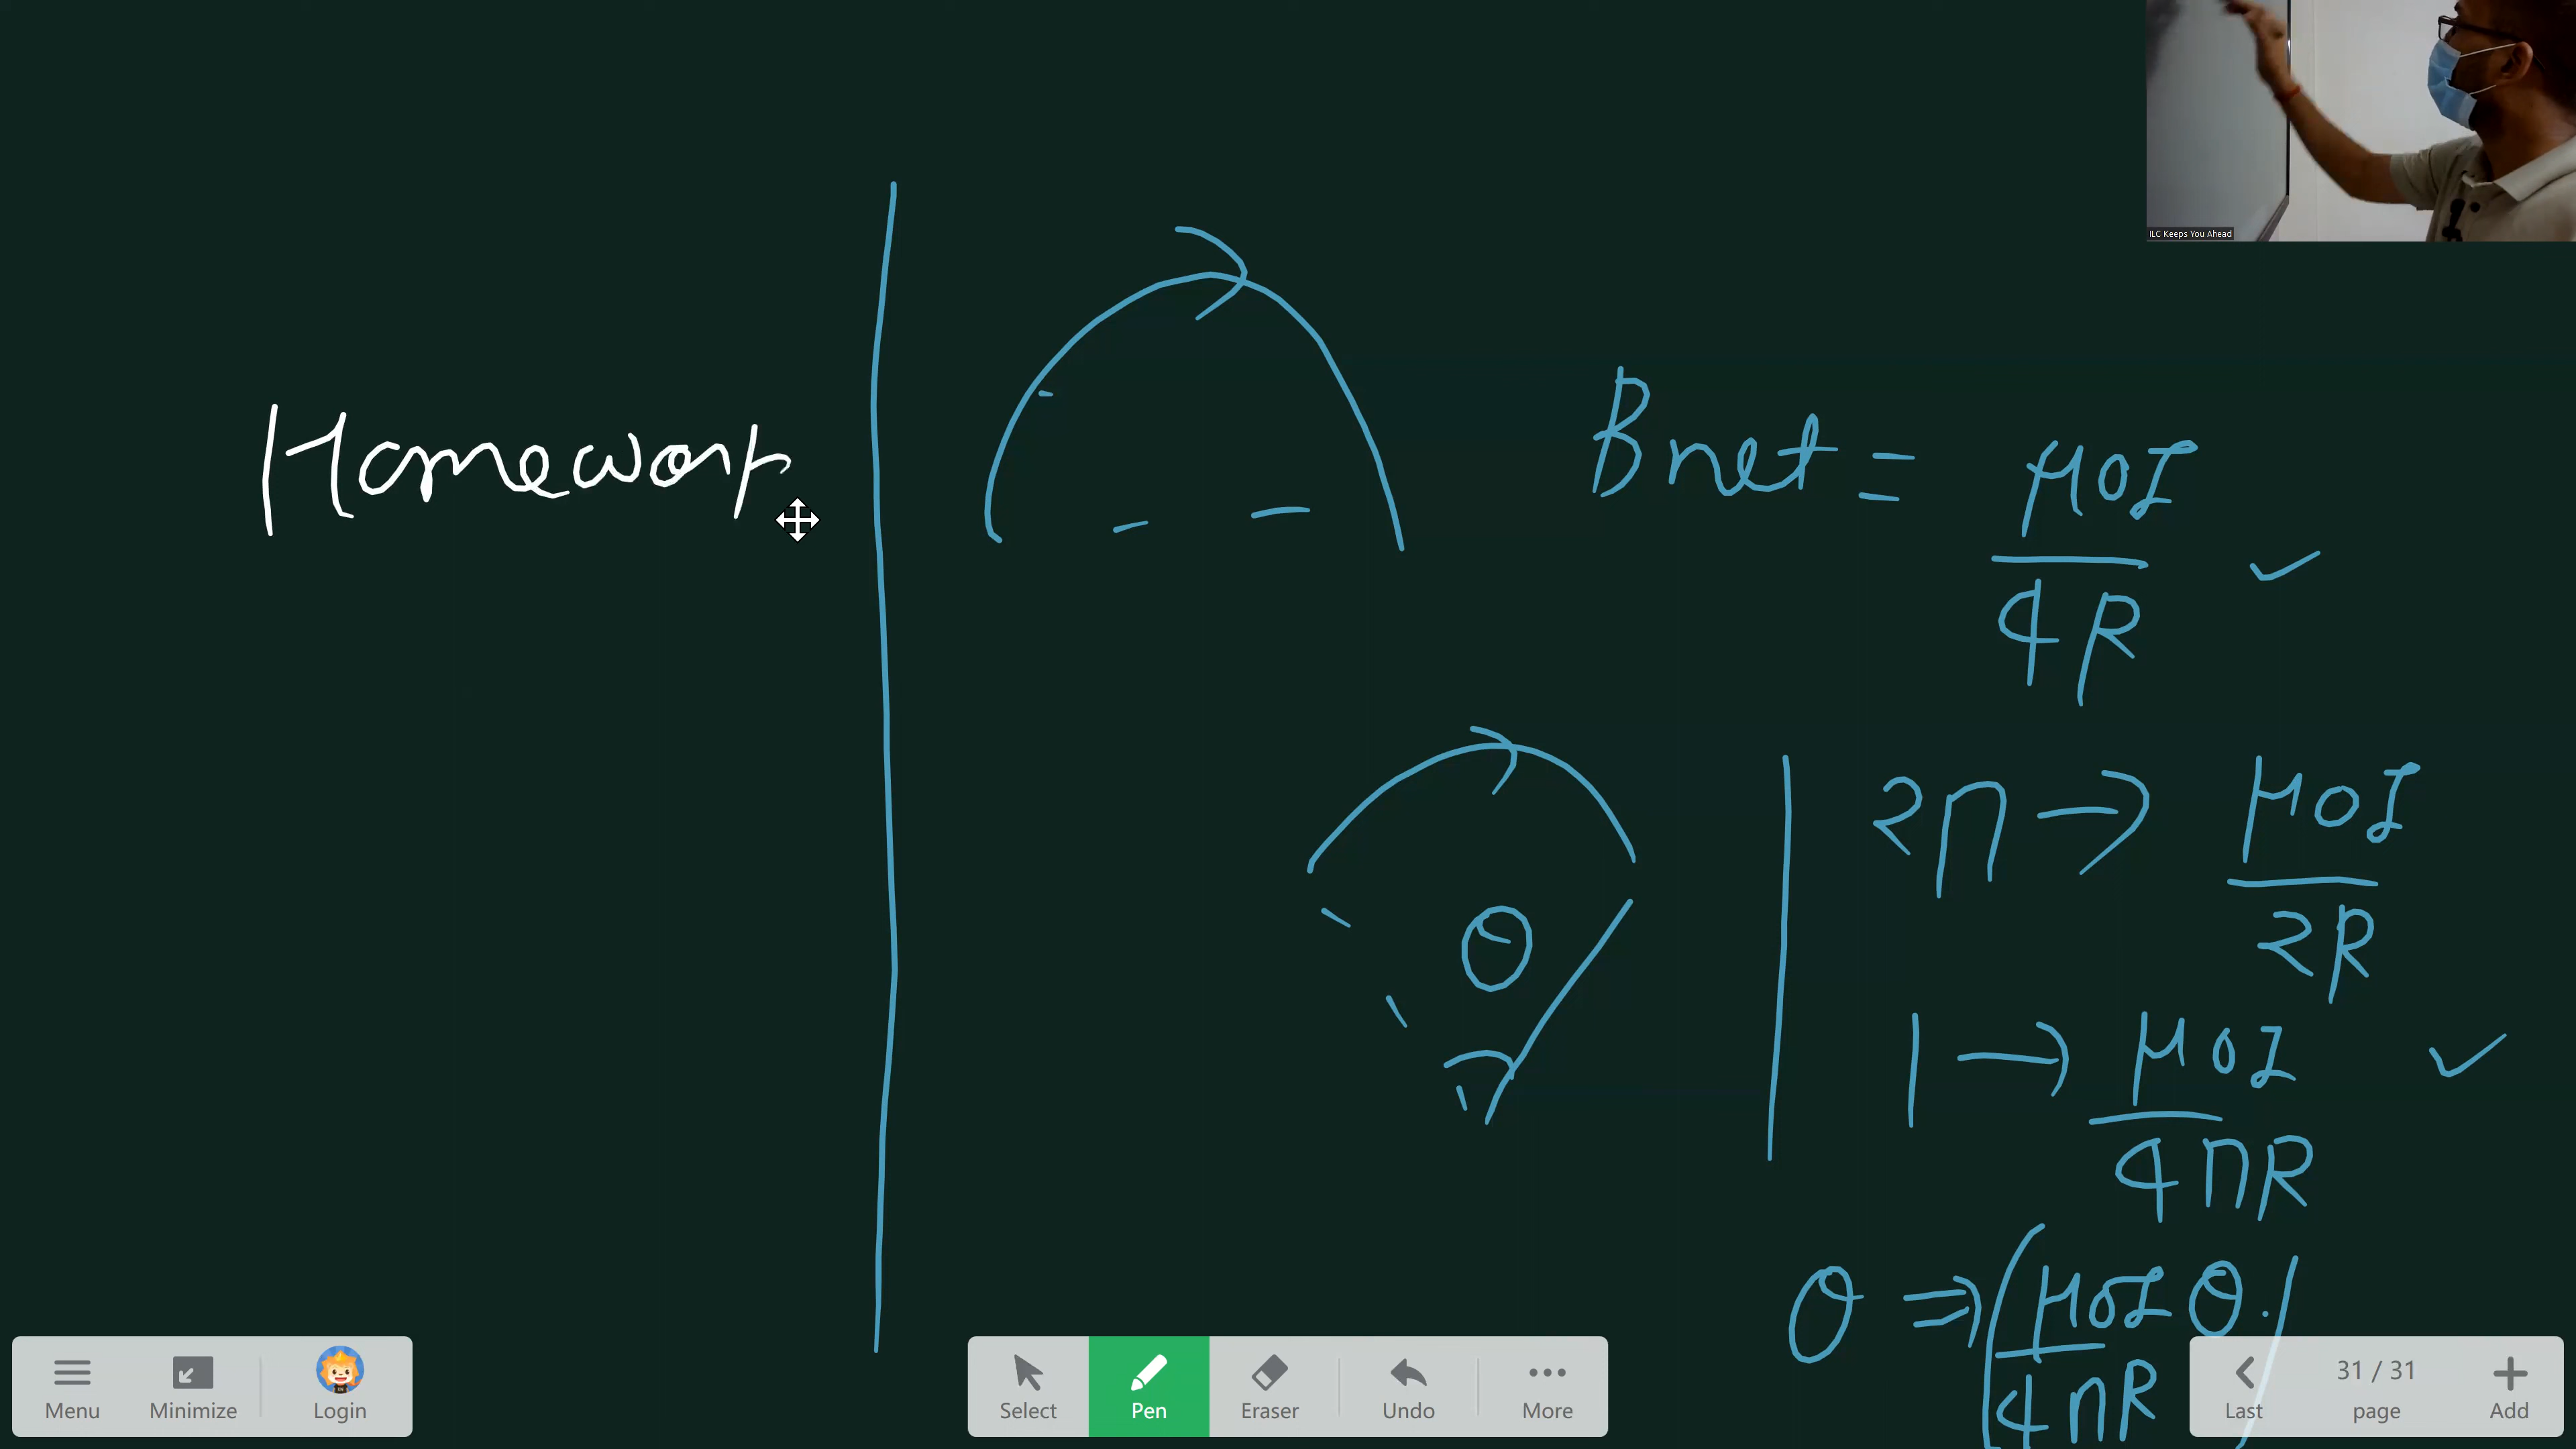 ILC Keeps You Ahead
Homework
Bnet = μ0I
4R ✓
θ
2π → μ0I
2R
1 → μ0I ✓
4πR
θ ⇒ (μ0I θ.)
4πR
Menu
Minimize
Login
Select
Pen
Eraser
Undo
More
Last
31 / 31
page
Add